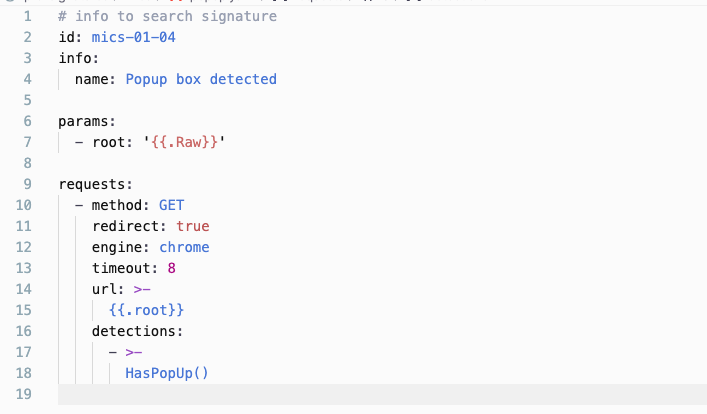 1 # info to search signature
2 id: mics-01-04
3 info:
4   name: Popup box detected
5
6 params:
7   - root: '{{.Raw}}'
8
9 requests:
10   - method: GET
11     redirect: true
12     engine: chrome
13     timeout: 8
14     url: >-
15       {{.root}}
16     detections:
17       - >-
18         HasPopUp()
19